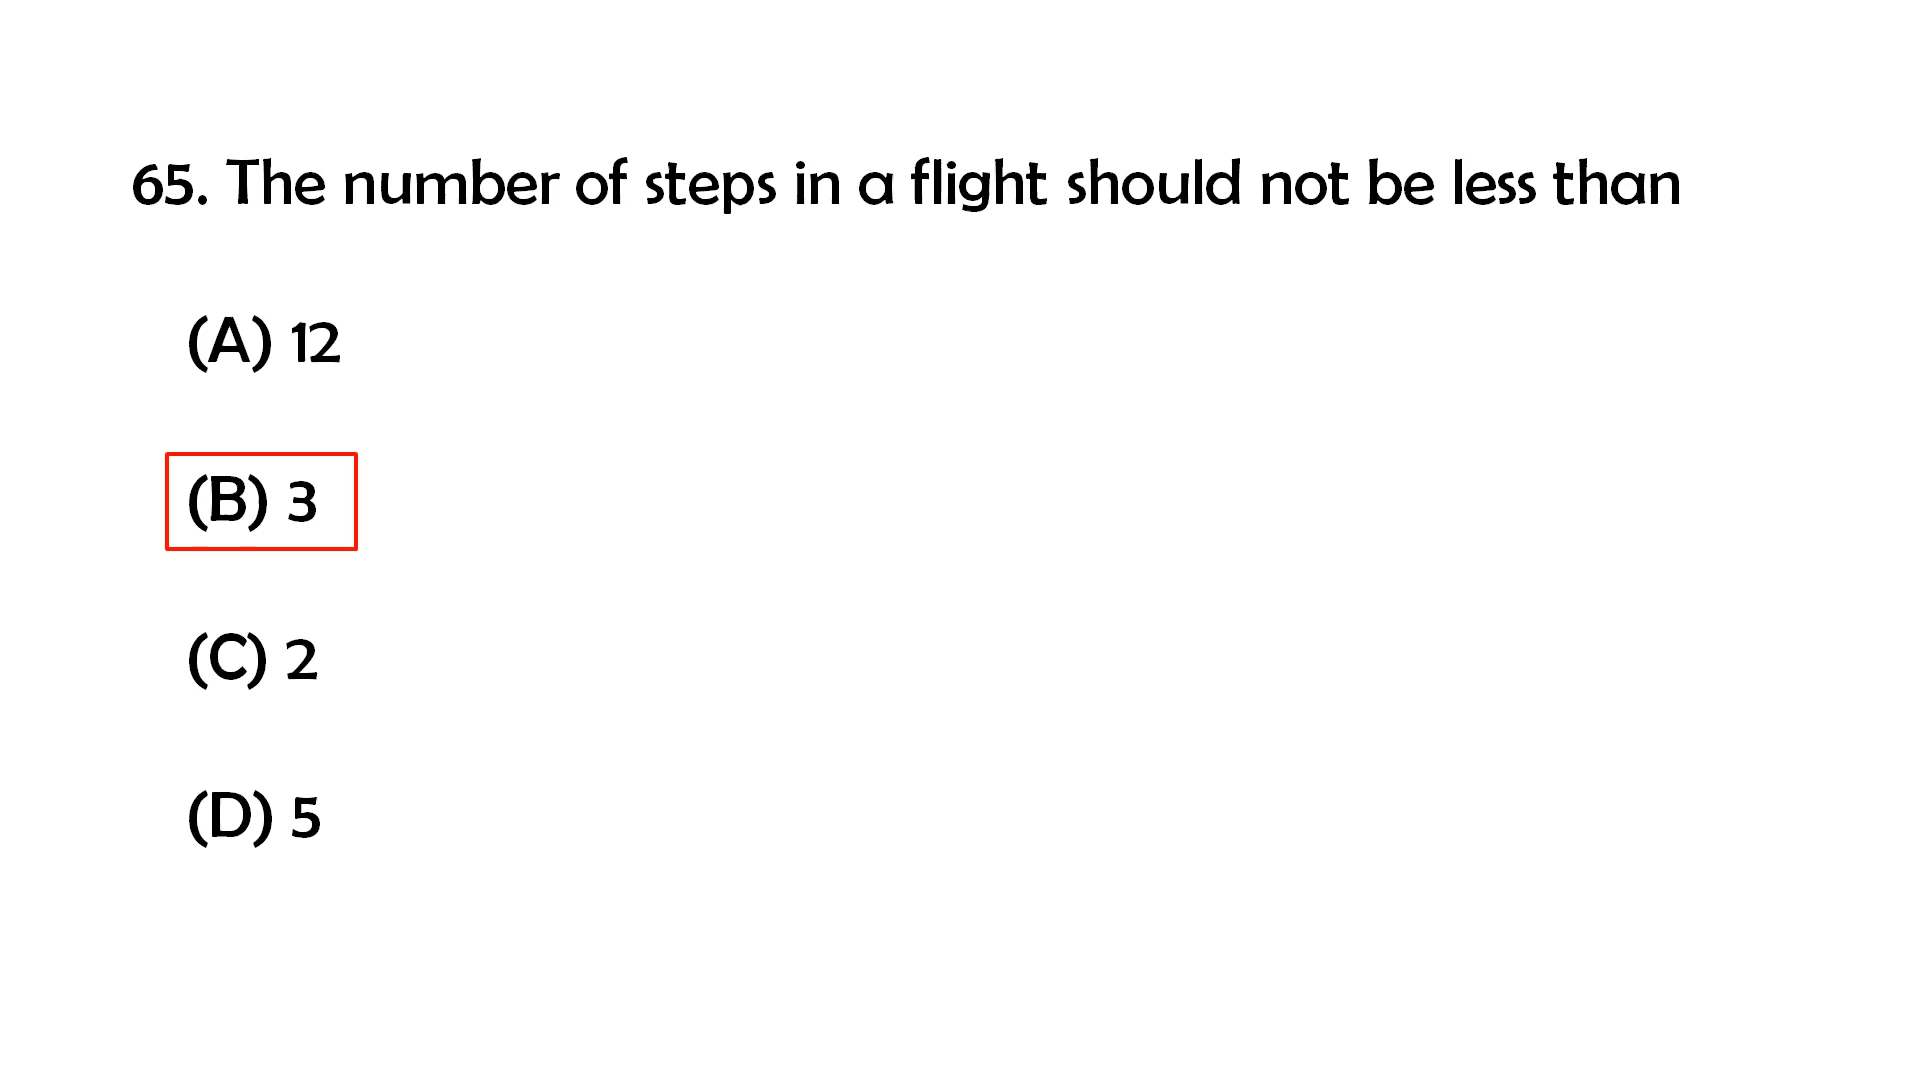 65. The number of steps in a flight should not be less than
(A) 12
(B) 3
(C) 2
(D) 5